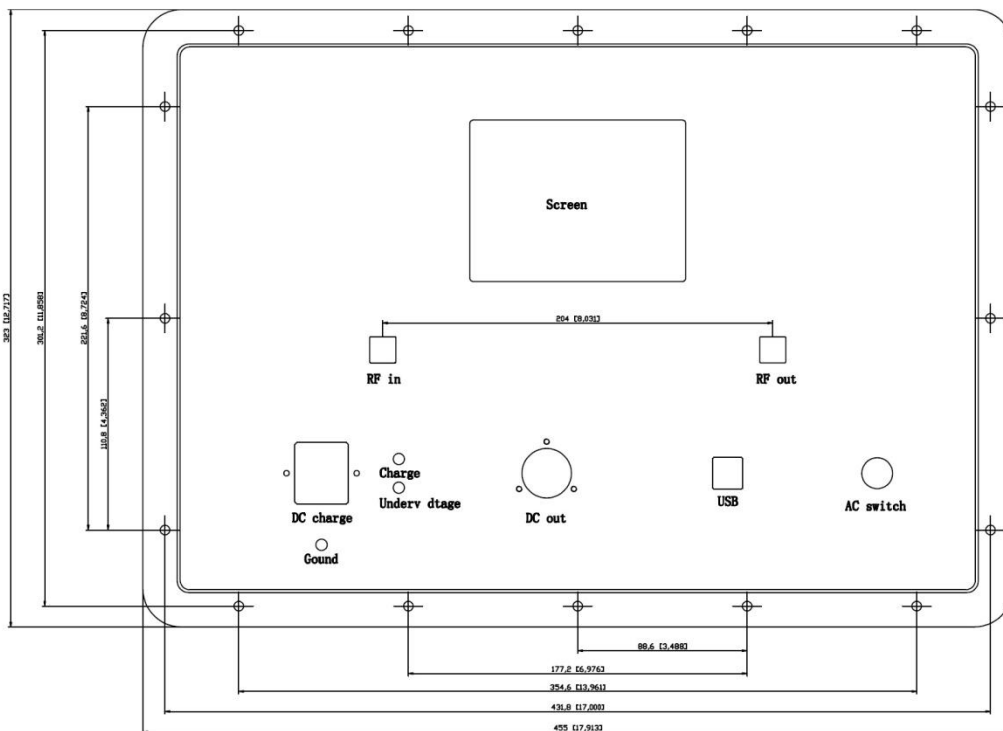 Screen
204 [8,031]
RF in
RF out
323 [12,717]
301,2 [11,858]
221,6 [8,724]
110,8 [4,362]
Charge
Underv dtage
DC charge
DC out
USB
AC switch
Gound
88,6 [3,488]
177,2 [6,976]
354,6 [13,961]
431,8 [17,000]
455 [17,913]